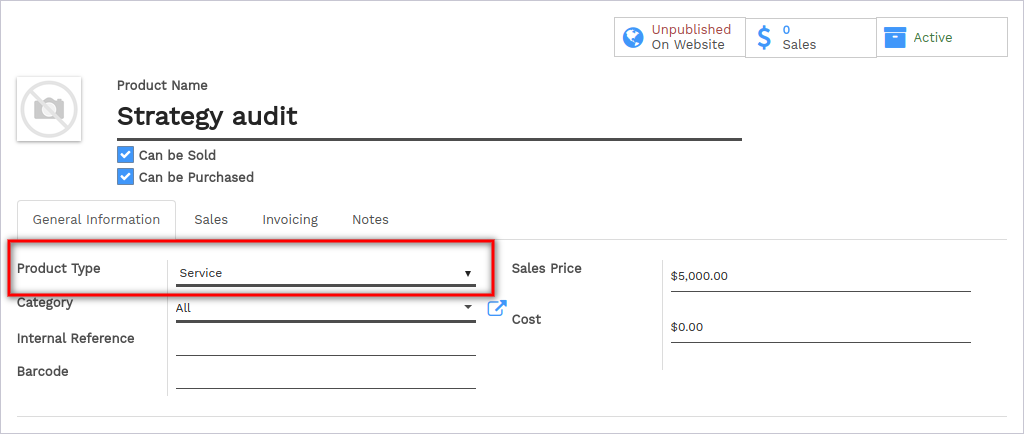 Unpublished
On Website
0
Sales
Active
Product Name
Strategy audit
Can be Sold
Can be Purchased
General Information Sales Invoicing Notes
Product Type Service
Sales Price $5,000.00
Category All
Cost $0.00
Internal Reference
Barcode